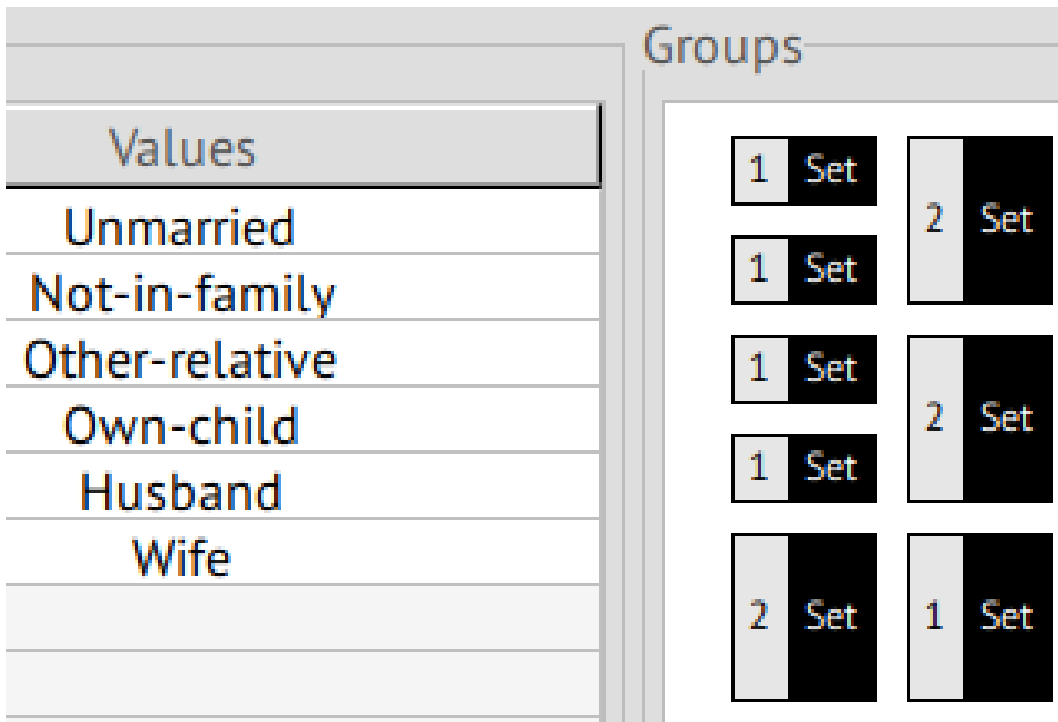 Groups
Values
Unmarried
Not-in-family
Other-relative
Own-child
Husband
Wife
1 Set
2 Set
1 Set
1 Set
2 Set
1 Set
2 Set
1 Set